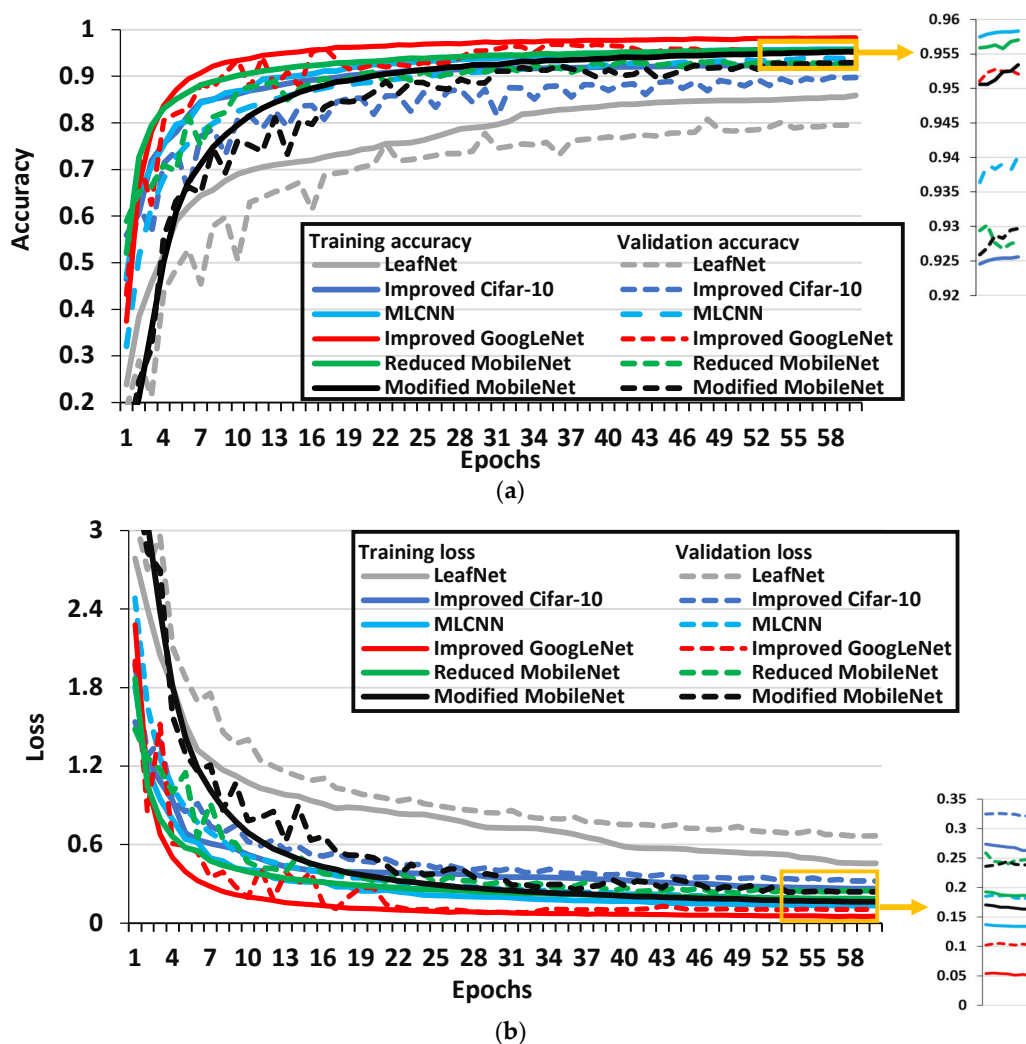 1
0.9
0.8
0.7
0.6
0.5
0.4
0.3
0.2
Accuracy
Training accuracy Validation accuracy
LeafNet LeafNet
Improved Cifar-10 Improved Cifar-10
MLCNN MLCNN
Improved GoogLeNet Improved GoogLeNet
Reduced MobileNet Reduced MobileNet
Modified MobileNet Modified MobileNet
1 4 7 10 13 16 19 22 25 28 31 34 37 40 43 46 49 52 55 58
Epochs
0.96
0.955
0.95
0.945
0.94
0.935
0.93
0.925
0.92
(a)
3
2.4
1.8
1.2
0.6
0
Loss
Training loss Validation loss
LeafNet LeafNet
Improved Cifar-10 Improved Cifar-10
MLCNN MLCNN
Improved GoogLeNet Improved GoogLeNet
Reduced MobileNet Reduced MobileNet
Modified MobileNet Modified MobileNet
1 4 7 10 13 16 19 22 25 28 31 34 37 40 43 46 49 52 55 58
Epochs
0.35
0.3
0.25
0.2
0.15
0.1
0.05
0
(b)